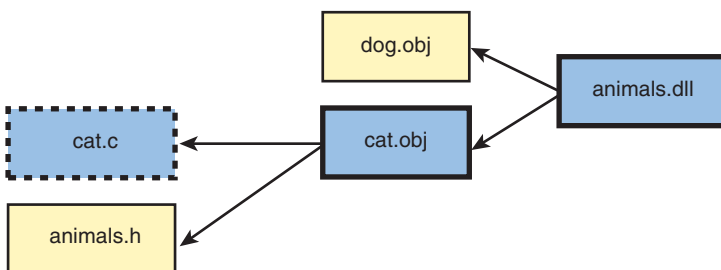 dog.obj
animals.dll
cat.c
cat.obj
animals.h